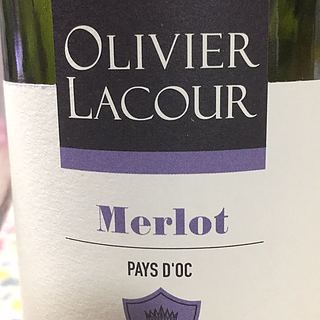 OLIVIER
LACOUR
Merlot
PAYS D'OC